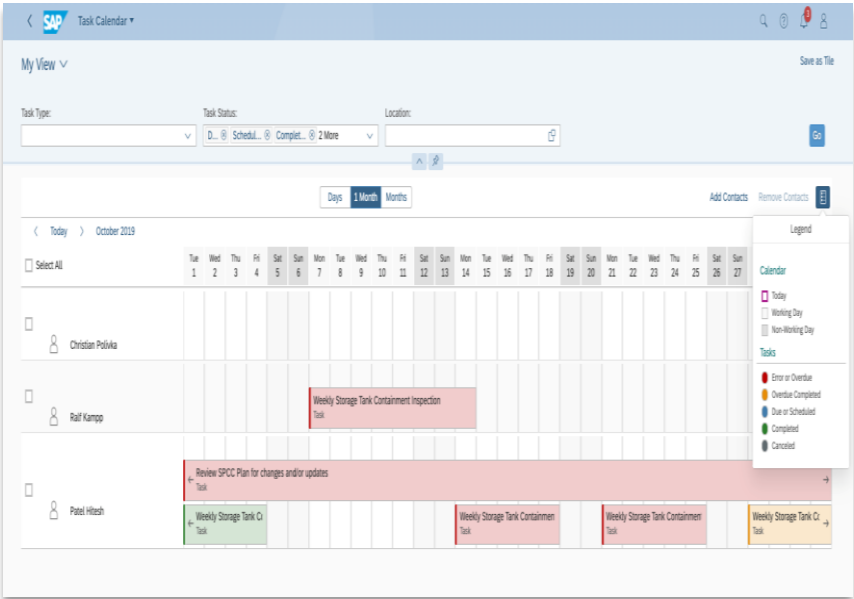 SAP Task Calendar
3
My View
Save as Tile
Task Type: Task Status: Location:
D... Schedul... Complet... 2 More
Go
Days 1 Month Months
Add Contacts Remove Contacts
Legend
Today October 2019
Select All
Tue Wed Thu Fri Sat Sun Mon Tue Wed Thu Fri Sat Sun Mon Tue Wed Thu Fri Sat Sun Mon Tue Wed Thu Fri Sat Sun
1 2 3 4 5 6 7 8 9 10 11 12 13 14 15 16 17 18 19 20 21 22 23 24 25 26 27
Calendar
Today
Working Day
Non-Working Day
Tasks
Error or Overdue
Overdue Completed
Due or Scheduled
Completed
Canceled
Christian Polivka
Ralf Kampp
Weekly Storage Tank Containment Inspection
Task
Patel Hitesh
Review SPCC Plan for changes and/or updates
Task
Weekly Storage Tank Co
Task
Weekly Storage Tank Containmen
Task
Weekly Storage Tank Containment
Task
Weekly Storage Tank Co
Task